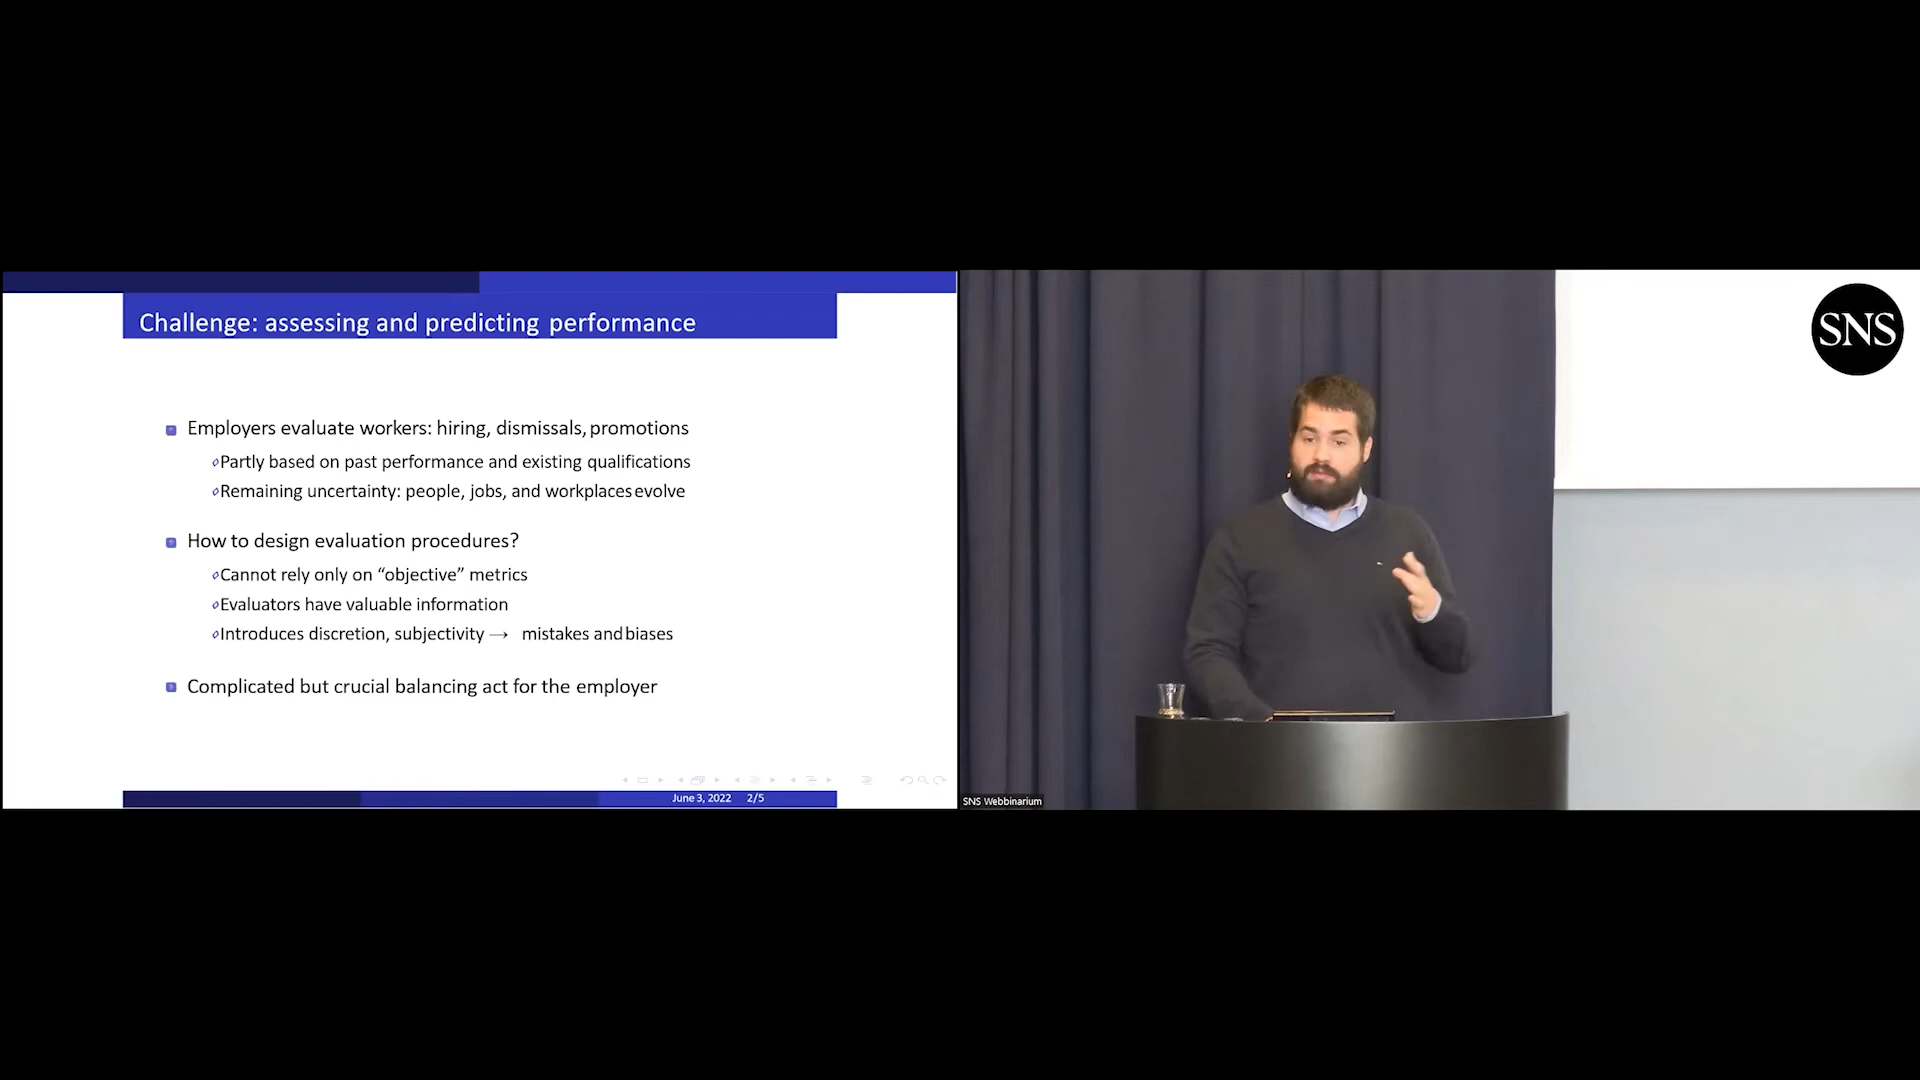 Challenge: assessing and predicting performance
Employers evaluate workers: hiring, dismissals, promotions
Partly based on past performance and existing qualifications
Remaining uncertainty: people, jobs, and workplaces evolve
How to design evaluation procedures?
Cannot rely only on “objective” metrics
Evaluators have valuable information
Introduces discretion, subjectivity → mistakes and biases
Complicated but crucial balancing act for the employer
June 3, 2022 2/5
SNS
SNS Webbinarium